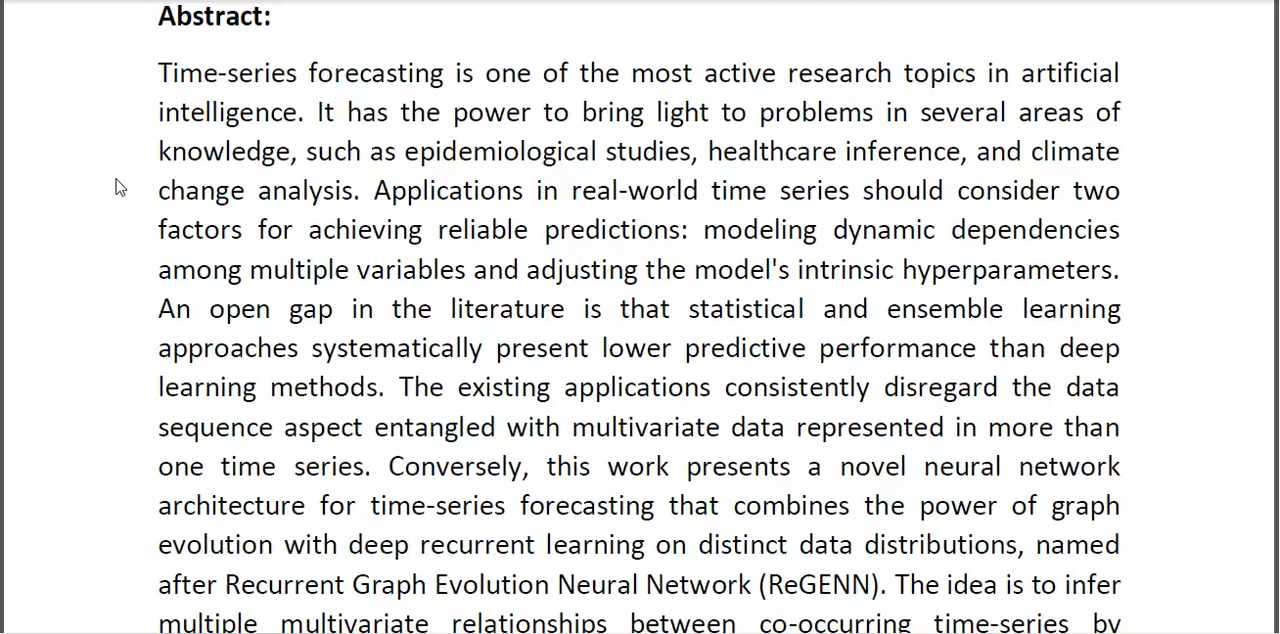 Abstract:
Time-series forecasting is one of the most active research topics in artificial
intelligence. It has the power to bring light to problems in several areas of
knowledge, such as epidemiological studies, healthcare inference, and climate
change analysis. Applications in real-world time series should consider two
factors for achieving reliable predictions: modeling dynamic dependencies
among multiple variables and adjusting the model's intrinsic hyperparameters.
An open gap in the literature is that statistical and ensemble learning
approaches systematically present lower predictive performance than deep
learning methods. The existing applications consistently disregard the data
sequence aspect entangled with multivariate data represented in more than
one time series. Conversely, this work presents a novel neural network
architecture for time-series forecasting that combines the power of graph
evolution with deep recurrent learning on distinct data distributions, named
after Recurrent Graph Evolution Neural Network (ReGENN). The idea is to infer
multiple multivariate relationships between co-occurring time-series by